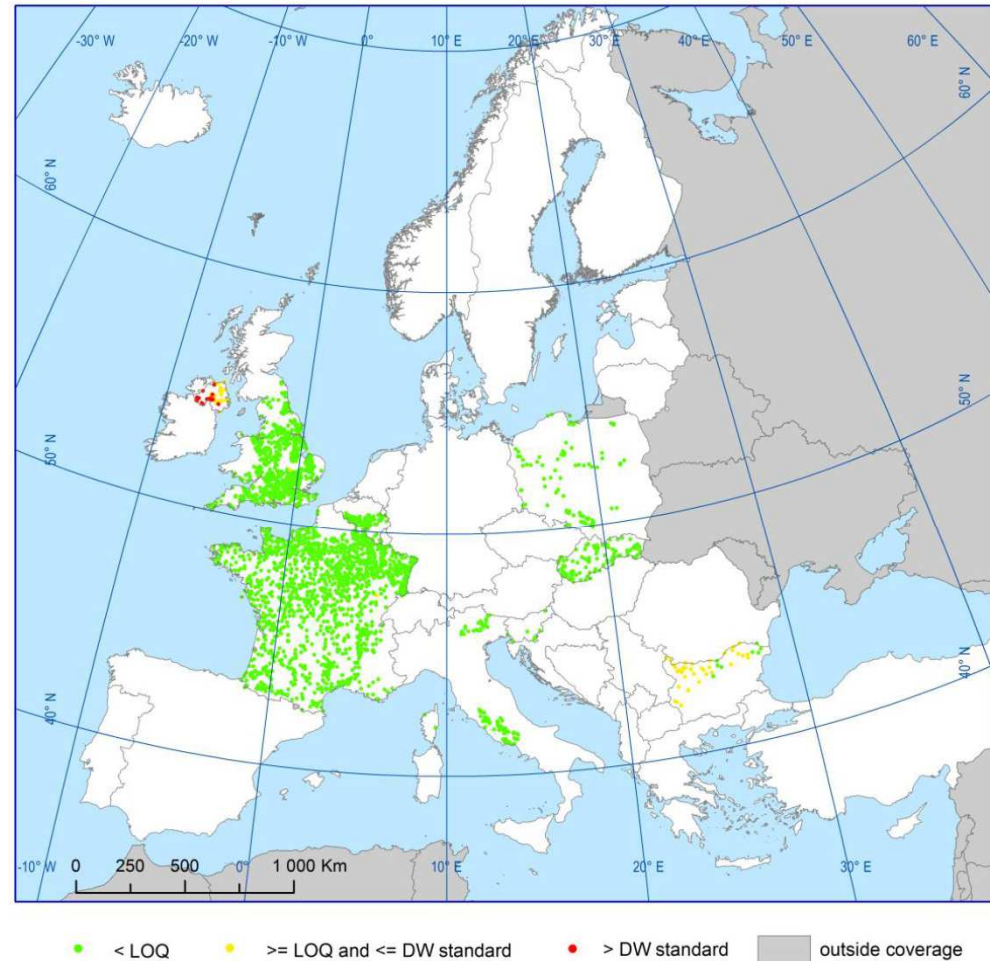 -30° W
-20° W
-10° W
0°
10° E
20° E
30° E
40° E
50° E
60° E
60° N
60° N
50° N
50° N
40° N
40° N
-10° W
0°
10° E
20° E
30° E
0 250 500 1 000 Km
< LOQ >= LOQ and <= DW standard > DW standard outside coverage